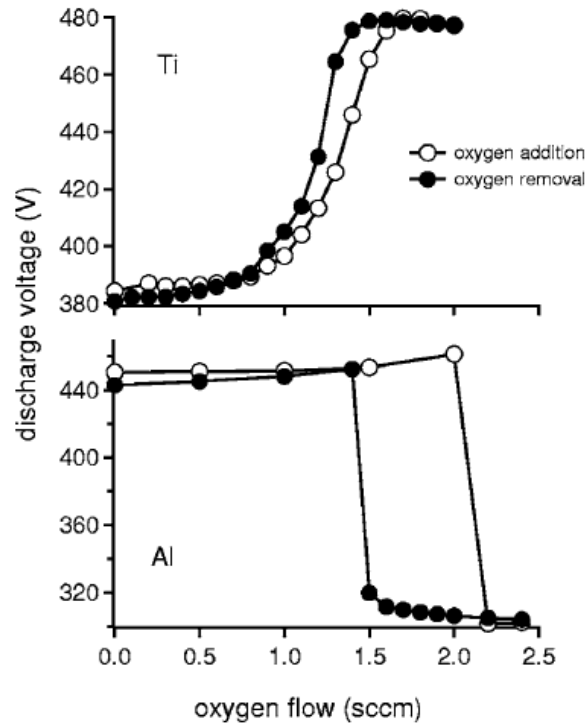 480
460
440
420
400
380
Ti
oxygen addition
oxygen removal
discharge voltage (V)
440
400
360
320
Al
0.0 0.5 1.0 1.5 2.0 2.5
oxygen flow (sccm)